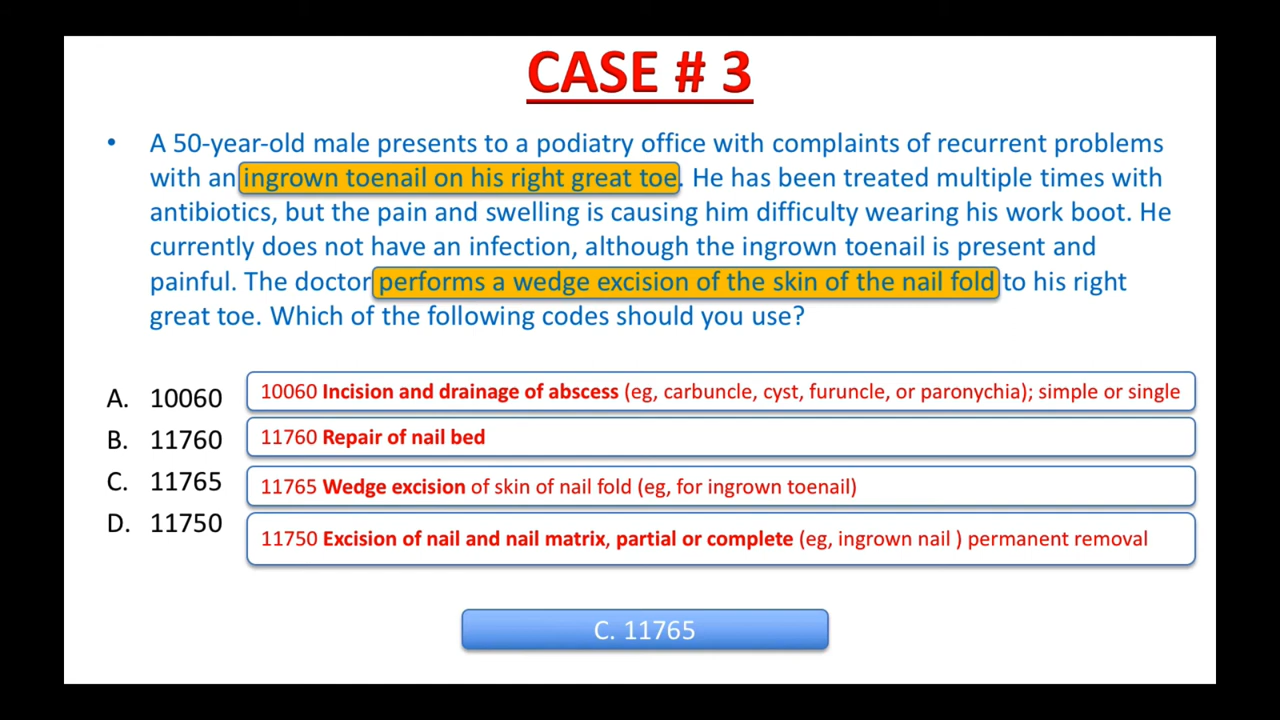 CASE # 3
• A 50-year-old male presents to a podiatry office with complaints of recurrent problems
with an ingrown toenail on his right great toe. He has been treated multiple times with
antibiotics, but the pain and swelling is causing him difficulty wearing his work boot. He
currently does not have an infection, although the ingrown toenail is present and
painful. The doctor performs a wedge excision of the skin of the nail fold to his right
great toe. Which of the following codes should you use?
A. 10060 10060 Incision and drainage of abscess (eg, carbuncle, cyst, furuncle, or paronychia); simple or single
B. 11760 11760 Repair of nail bed
C. 11765 11765 Wedge excision of skin of nail fold (eg, for ingrown toenail)
D. 11750 11750 Excision of nail and nail matrix, partial or complete (eg, ingrown nail ) permanent removal
C. 11765